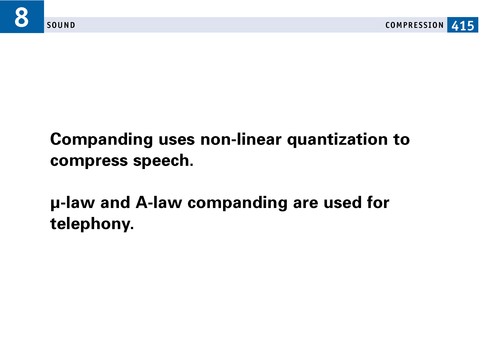 8 SOUND COMPRESSION 415
Companding uses non-linear quantization to
compress speech.
μ-law and A-law companding are used for
telephony.